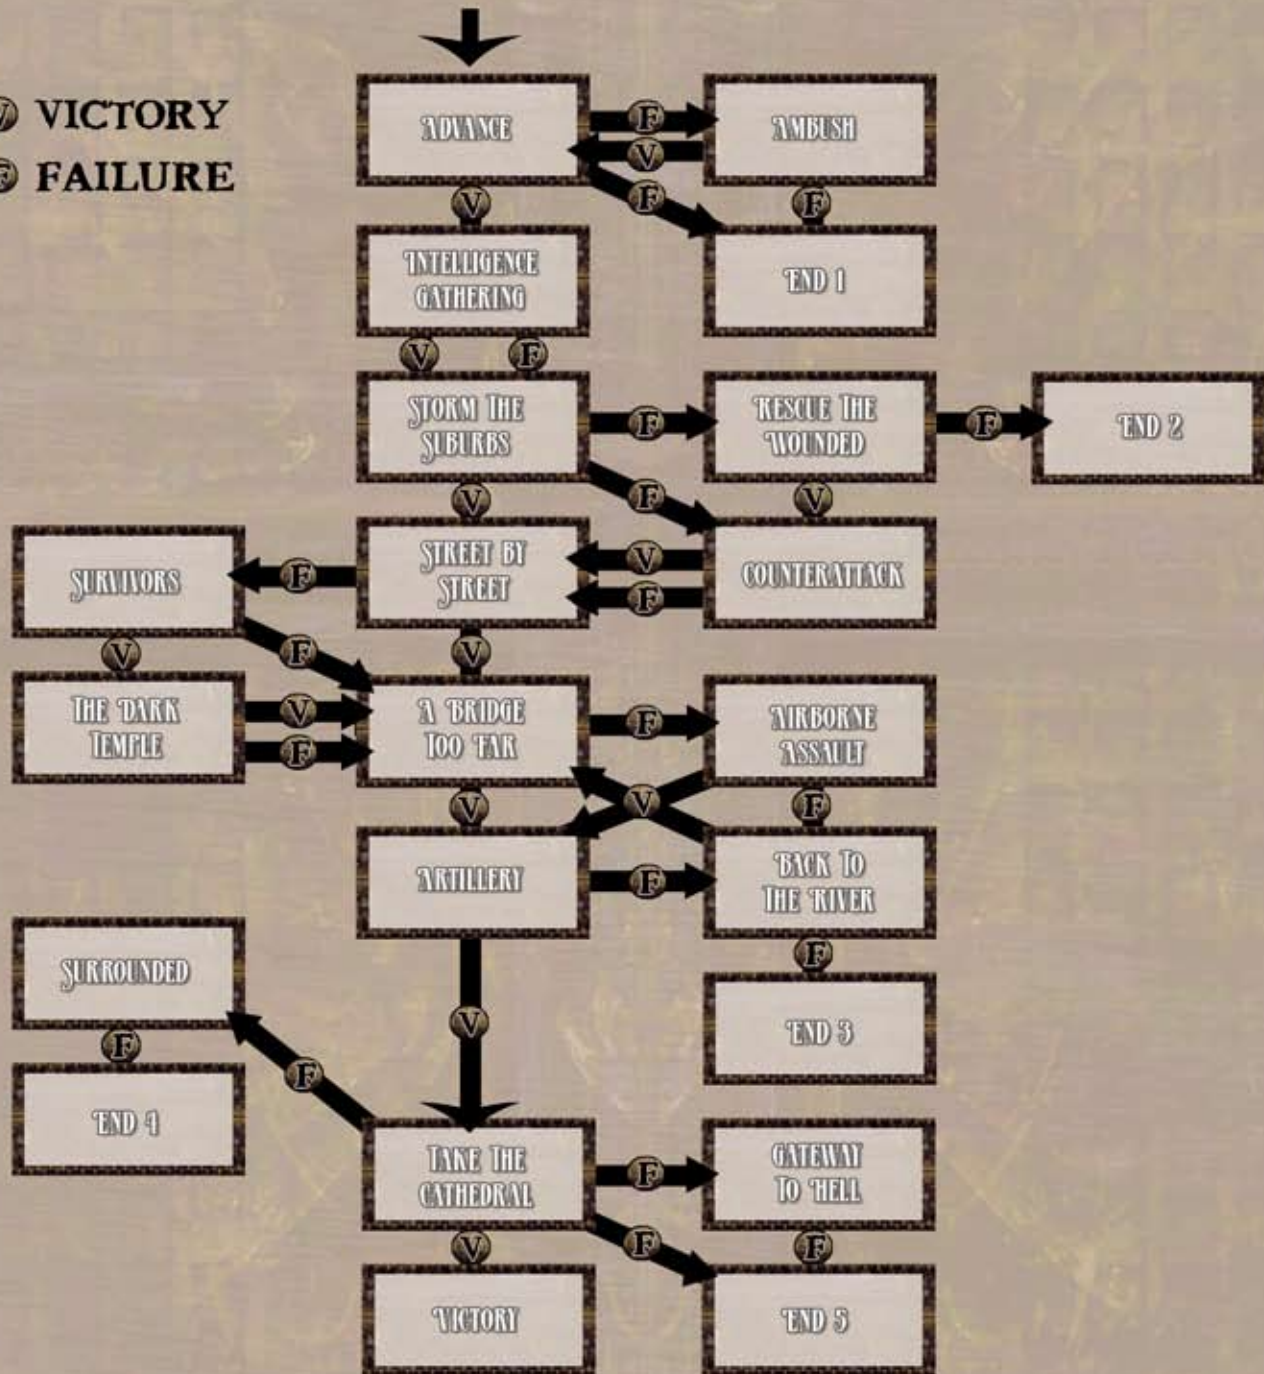 V VICTORY
F FAILURE
ADVANCE
F
AMBUSH
V
F
V
F
INTELLIGENCE
GATHERING
END 1
V
F
STORM THE
SUBURBS
F
RESCUE THE
WOUNDED
F
END 2
F
V
V
SURVIVORS
F
STREET BY
STREET
V
F
COUNTERATTACK
V
F
V
THE DARK
TEMPLE
V
F
A BRIDGE
TOO FAR
F
AIRBORNE
ASSAULT
V
V
F
ARTILLERY
F
BACK TO
THE RIVER
SURROUNDED
F
V
END 3
F
F
END 4
TAKE THE
CATHEDRAL
F
GATEWAY
TO HELL
F
V
F
VICTORY
END 5